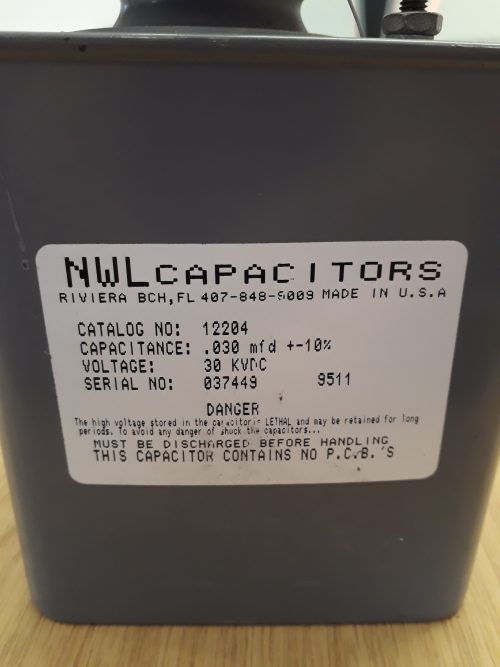 NWL CAPACITORS
RIVIERA BCH, FL 407-848-9009 MADE IN U.S.A
CATALOG NO: 12204
CAPACITANCE: .030 mfd +-10%
VOLTAGE: 30 KVDC
SERIAL NO: 037449 9511
DANGER
The high voltage stored in the capacitor is LETHAL and may be retained for long
periods. To avoid any danger of shock the capacitors...
MUST BE DISCHARGED BEFORE HANDLING
THIS CAPACITOR CONTAINS NO P.C.B.'S